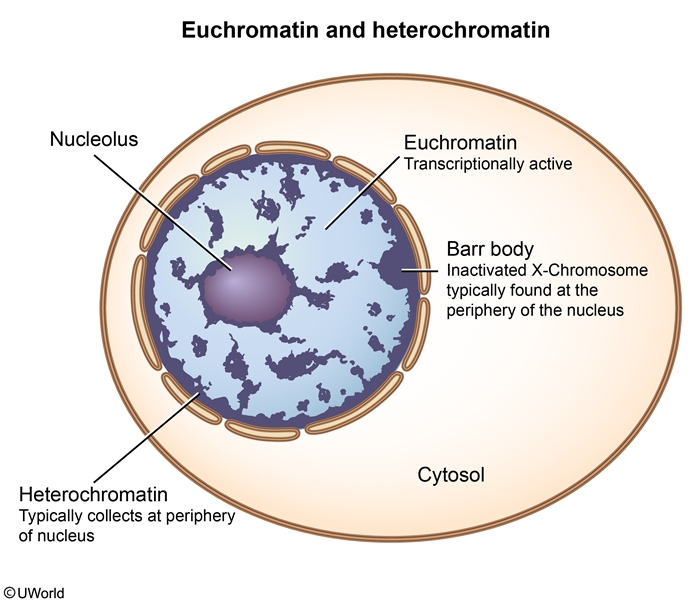 Euchromatin and heterochromatin
Nucleolus
Euchromatin
Transcriptionally active
Barr body
Inactivated X-Chromosome
typically found at the
periphery of the nucleus
Cytosol
Heterochromatin
Typically collects at periphery
of nucleus
©UWorld